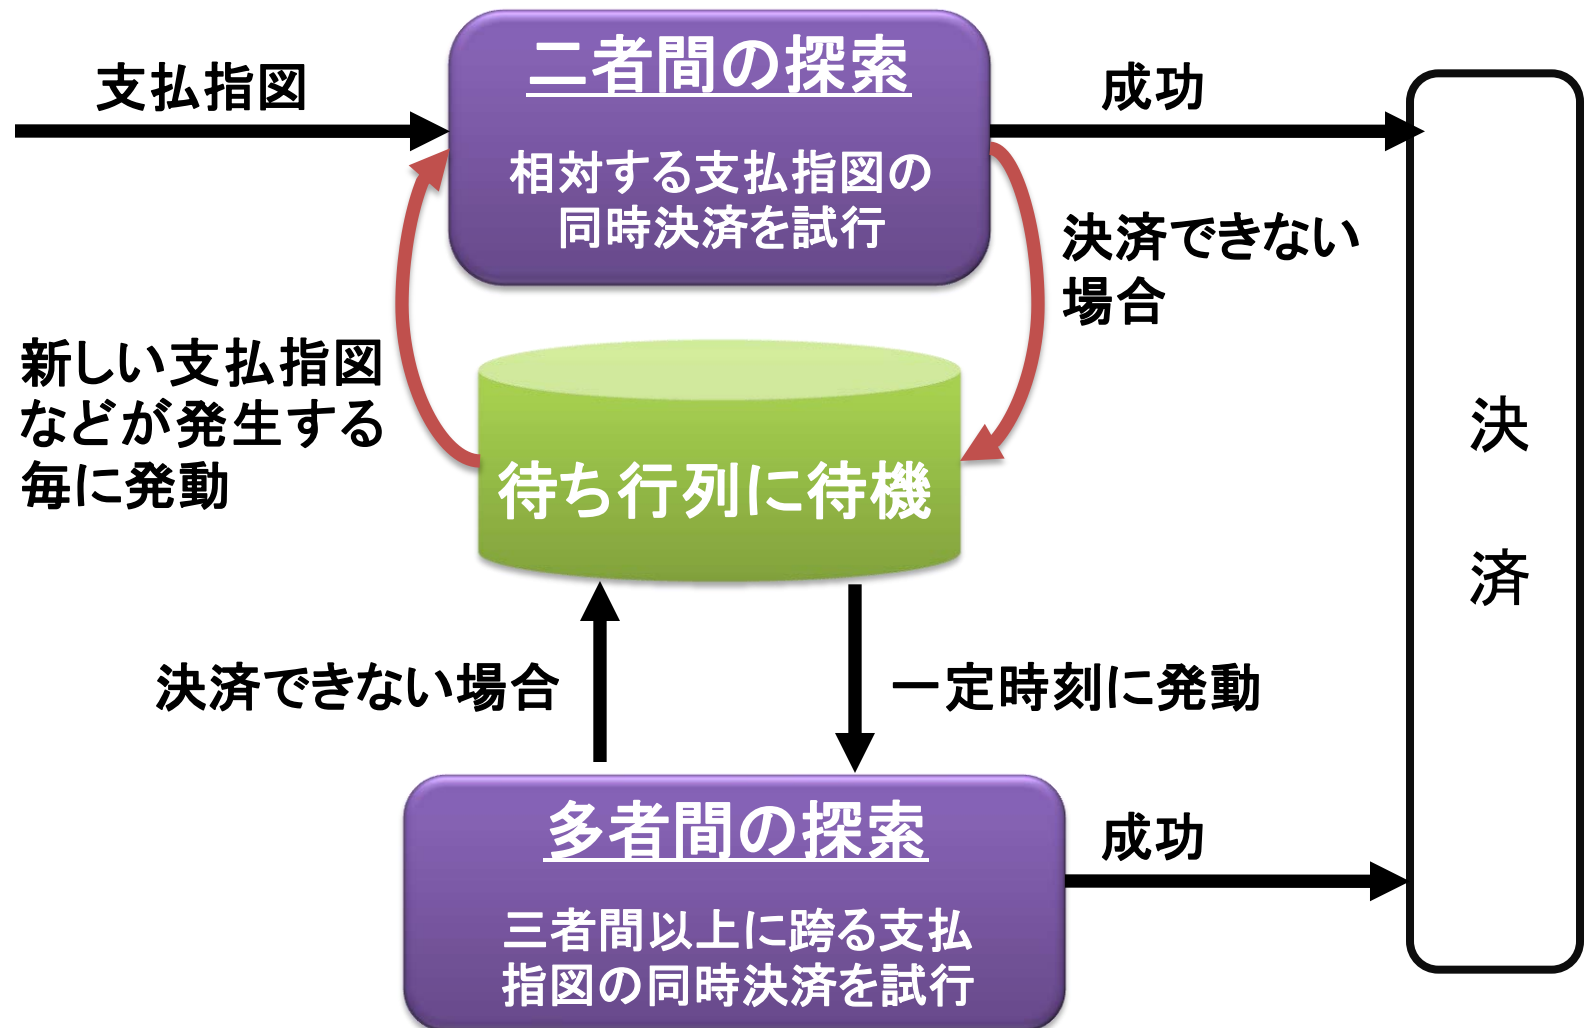 支払指図
二者間の探索
相対する支払指図の
同時決済を試行
成功
決済できない
場合
新しい支払指図
などが発生する
毎に発動
待ち行列に待機
決済
決済できない場合
一定時刻に発動
多者間の探索
三者間以上に跨る支払
指図の同時決済を試行
成功